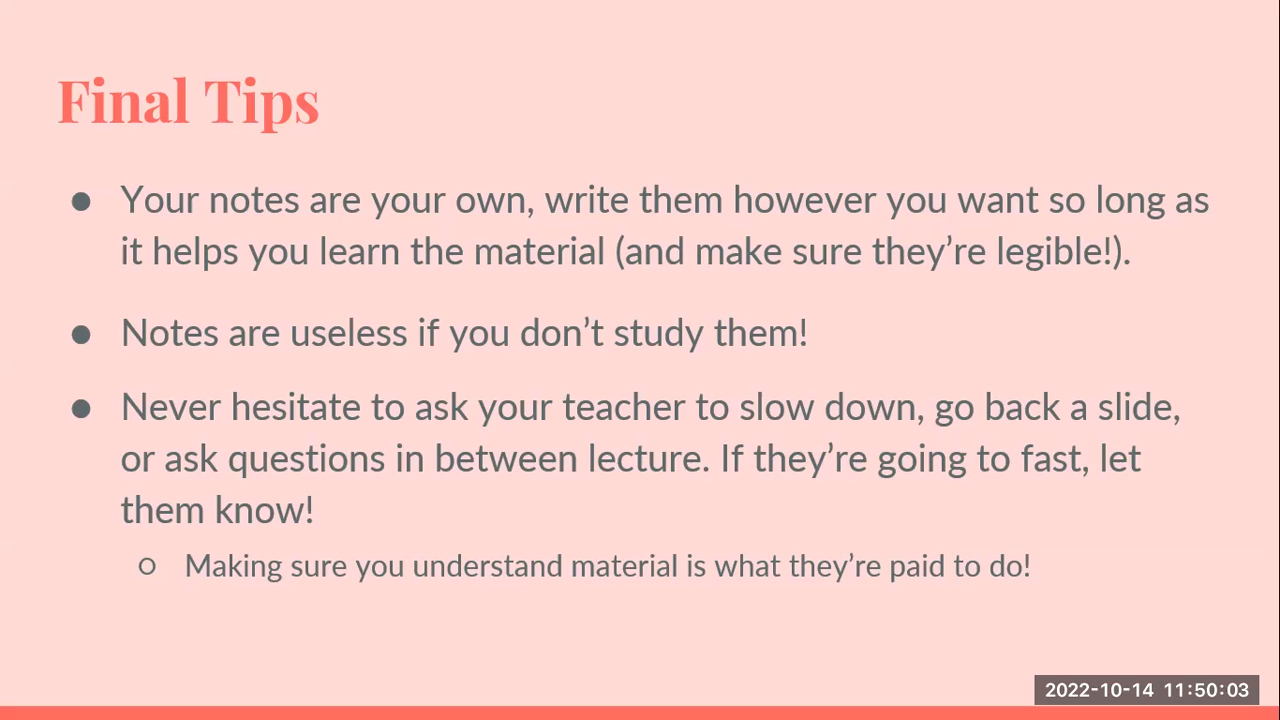 Final Tips
● Your notes are your own, write them however you want so long as
it helps you learn the material (and make sure they’re legible!).
● Notes are useless if you don’t study them!
● Never hesitate to ask your teacher to slow down, go back a slide,
or ask questions in between lecture. If they’re going to fast, let
them know!
○ Making sure you understand material is what they’re paid to do!
2022-10-14 11:50:03